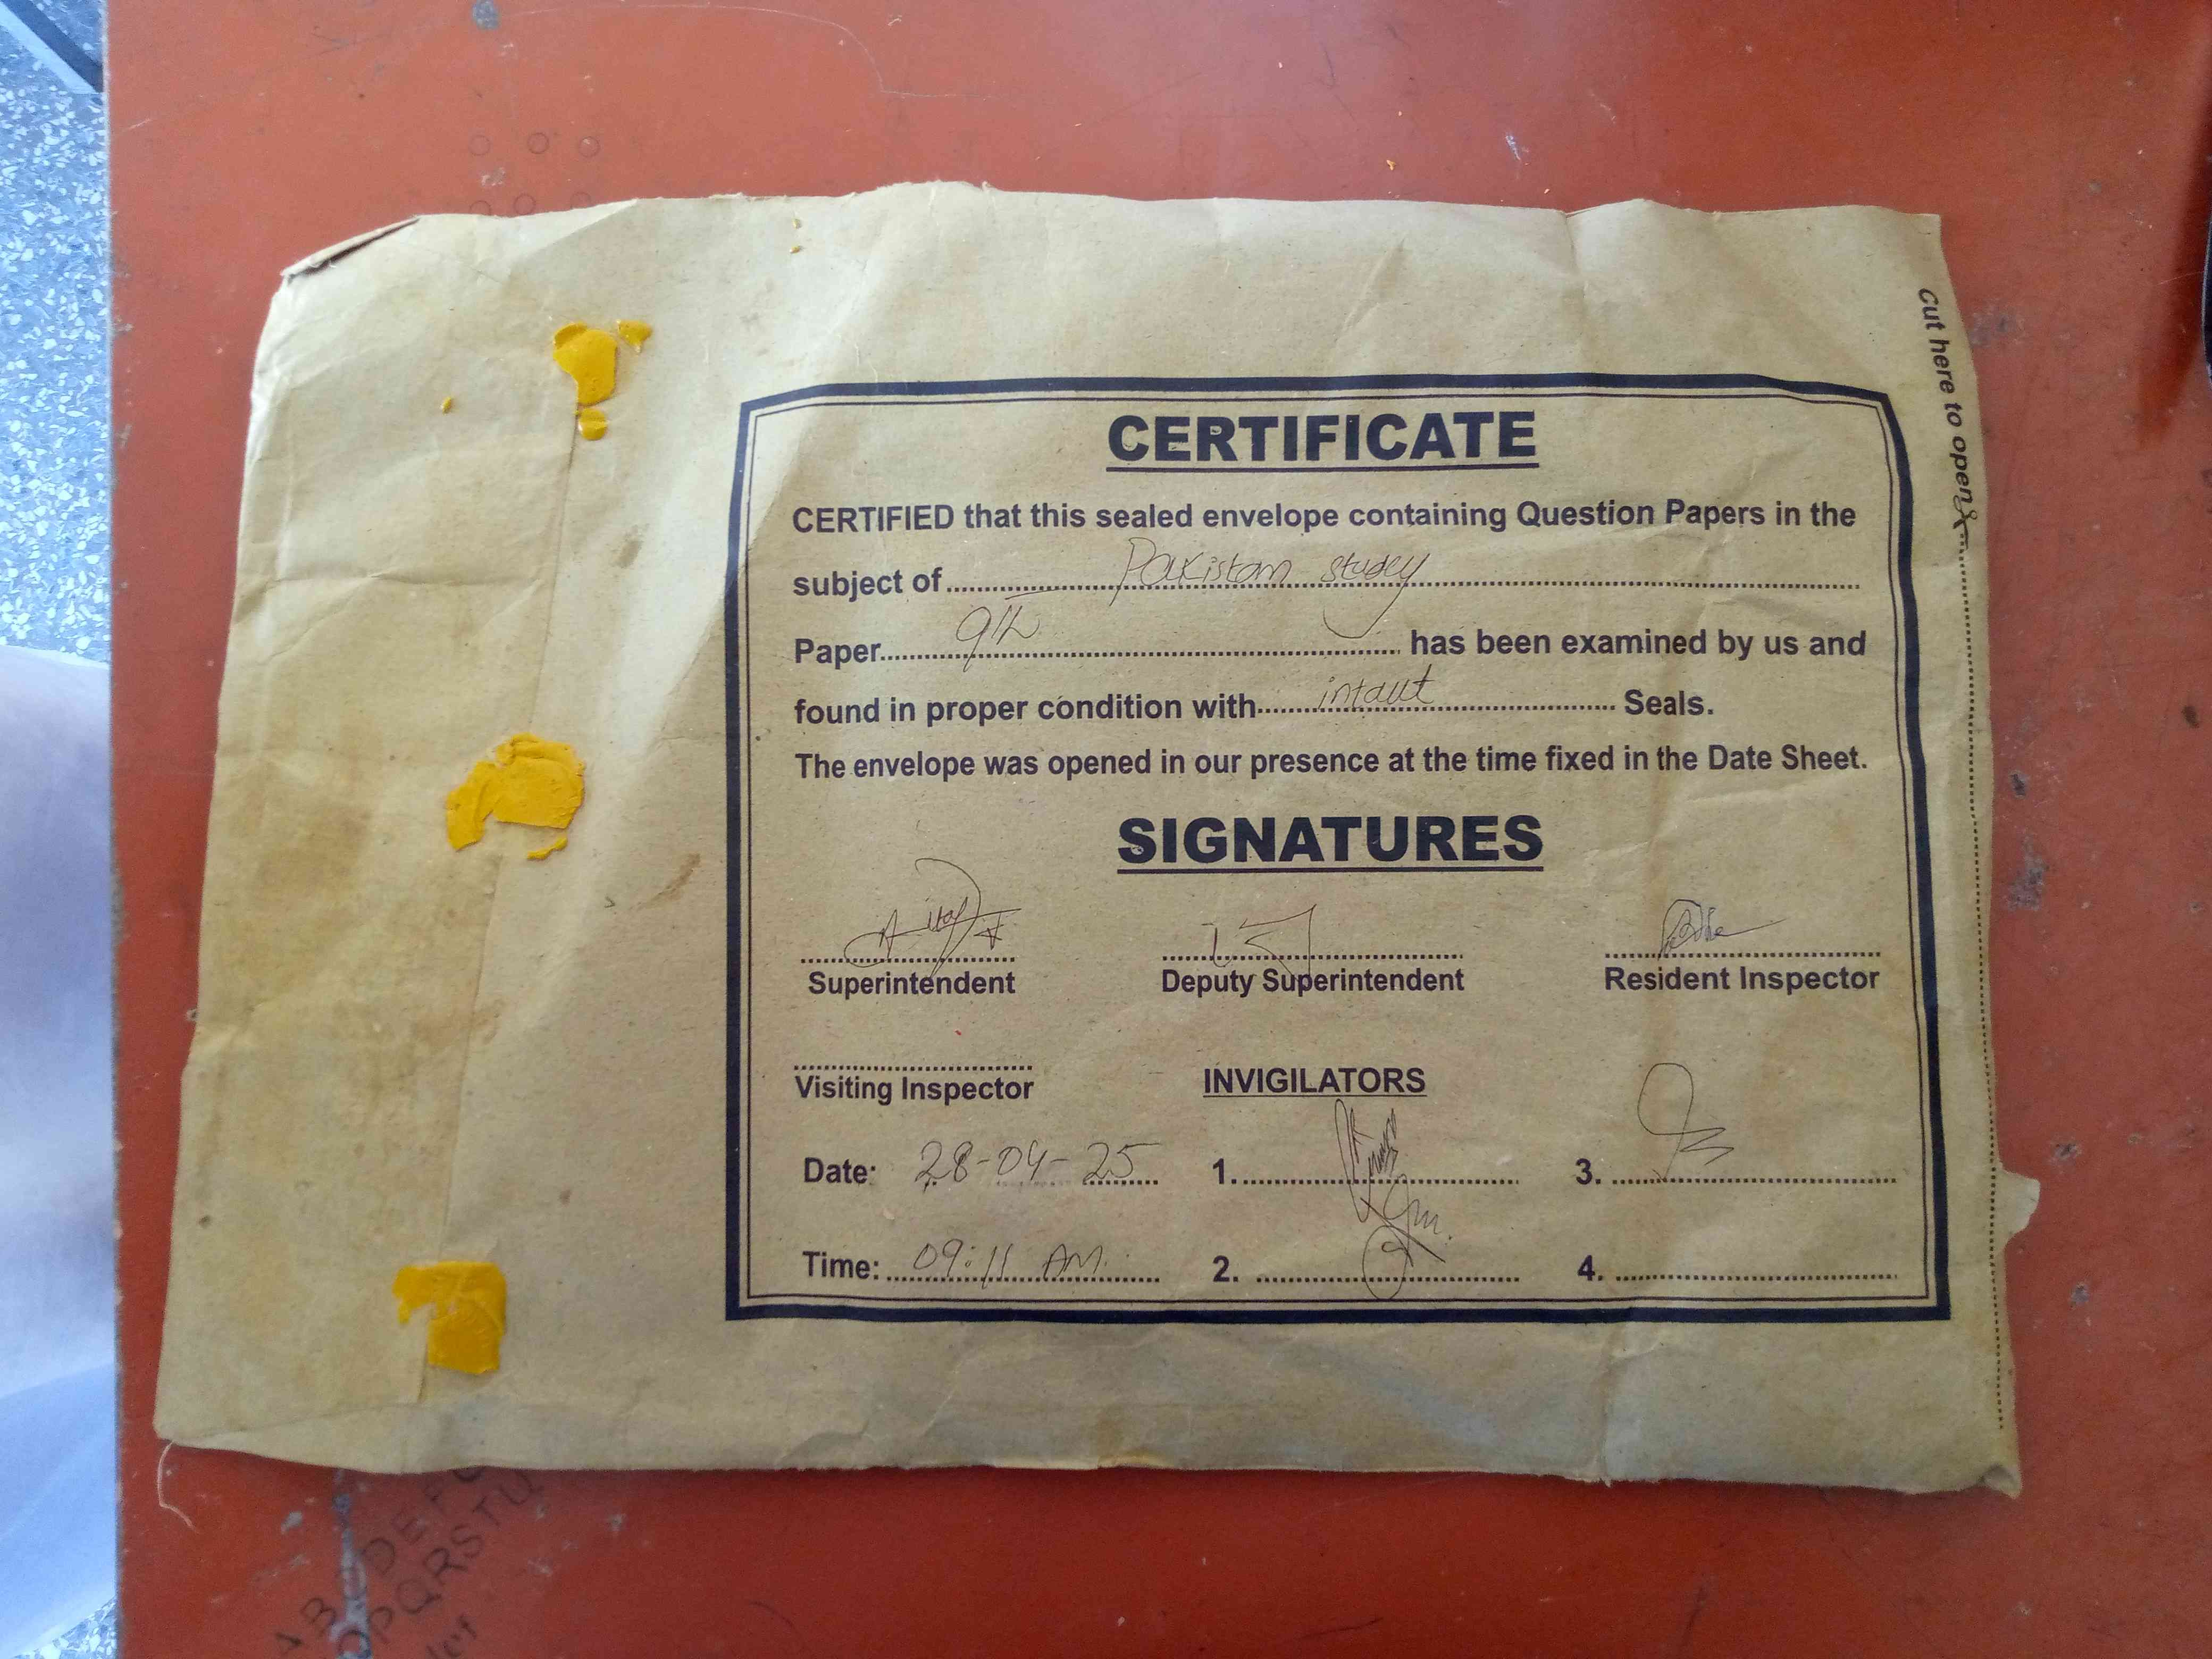 Cut here to open
CERTIFICATE
CERTIFIED that this sealed envelope containing Question Papers in the
subject of Pakistan study
Paper 9th has been examined by us and
found in proper condition with intaut Seals.
The envelope was opened in our presence at the time fixed in the Date Sheet.
SIGNATURES
Superintendent Deputy Superintendent Resident Inspector
Visiting Inspector INVIGILATORS
Date: 28-04-25 1. 3.
Time: 09:11 AM. 2. 4.